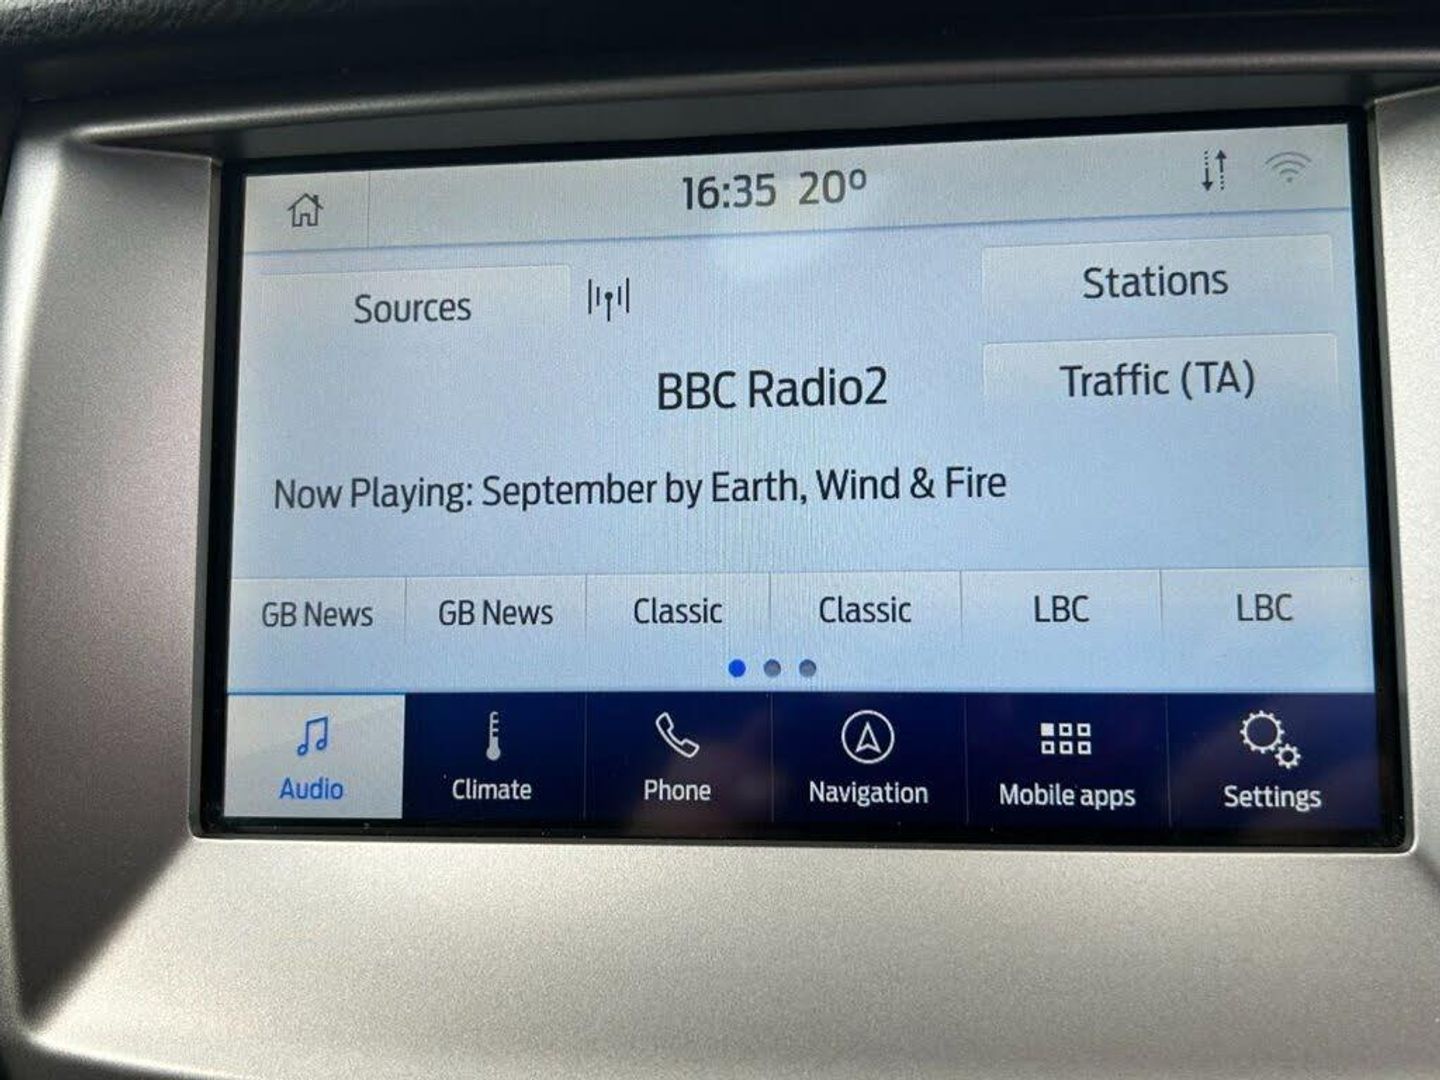 16:35 20°
Sources
Stations
Traffic (TA)
BBC Radio2
Now Playing: September by Earth, Wind & Fire
GB News GB News Classic Classic LBC LBC
Audio Climate Phone Navigation Mobile apps Settings